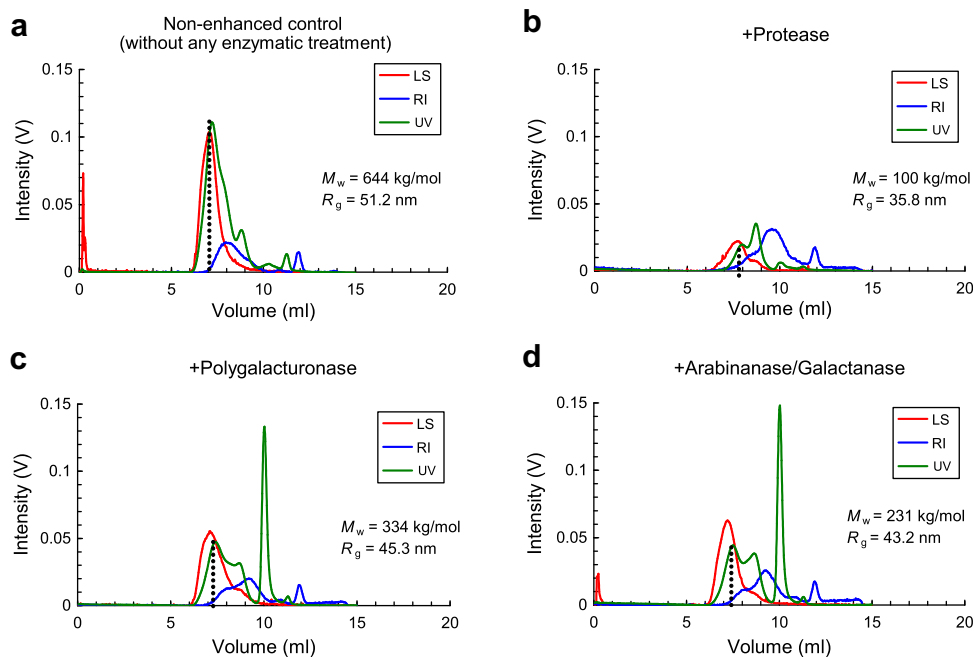 a
Non-enhanced control
(without any enzymatic treatment)
0.15
0.1
0.05
0
0
5
10
15
20
Intensity (V)
Volume (ml)
LS
RI
UV
Mw = 644 kg/mol
Rg = 51.2 nm
b
+Protease
0.15
0.1
0.05
0
0
5
10
15
20
Intensity (V)
Volume (ml)
LS
RI
UV
Mw = 100 kg/mol
Rg = 35.8 nm
c
+Polygalacturonase
0.15
0.1
0.05
0
0
5
10
15
20
Intensity (V)
Volume (ml)
LS
RI
UV
Mw = 334 kg/mol
Rg = 45.3 nm
d
+Arabinanase/Galactanase
0.15
0.1
0.05
0
0
5
10
15
20
Intensity (V)
Volume (ml)
LS
RI
UV
Mw = 231 kg/mol
Rg = 43.2 nm